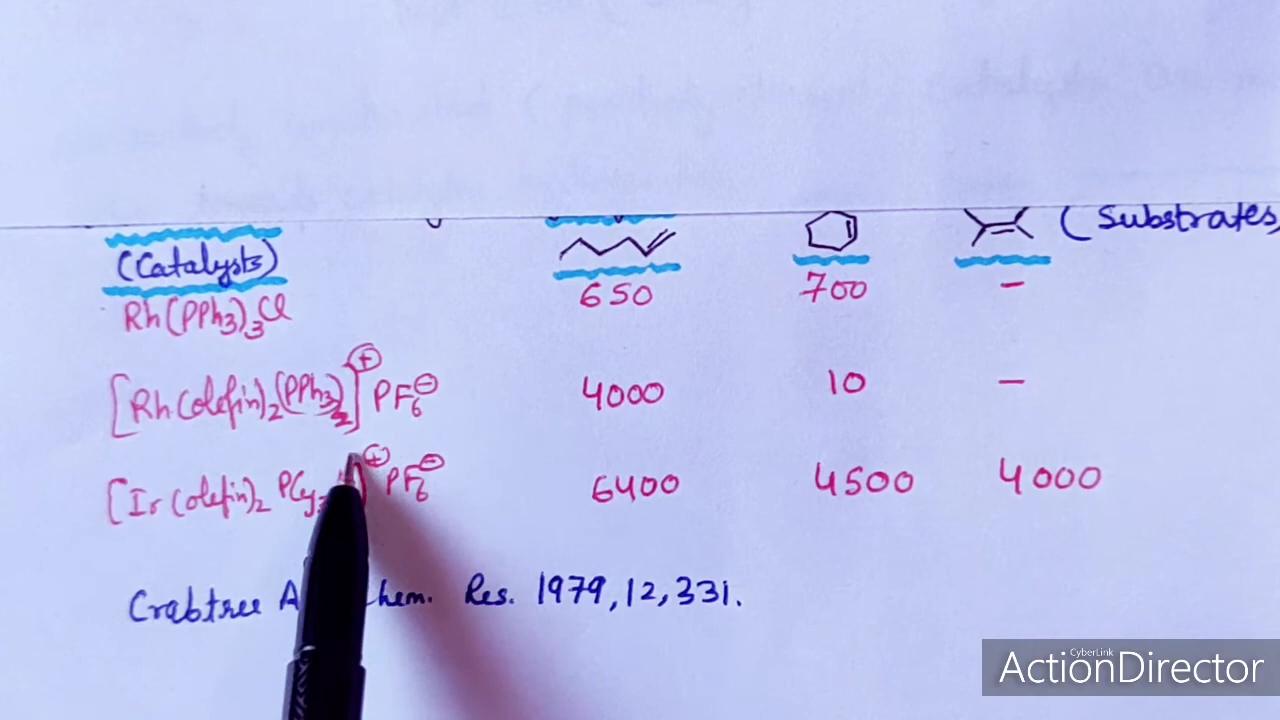 (Substrates)
(Catalysts)
Rh(PPh3)3Cl 650 700 -
[Rh(olefin)2(PPh3)2]⊕ PF6⊖ 4000 10 -
[Ir(olefin)2 PCy3 ]⊕ PF6⊖ 6400 4500 4000
Crabtree Res. 1979, 12, 331.
CyberLink
ActionDirector